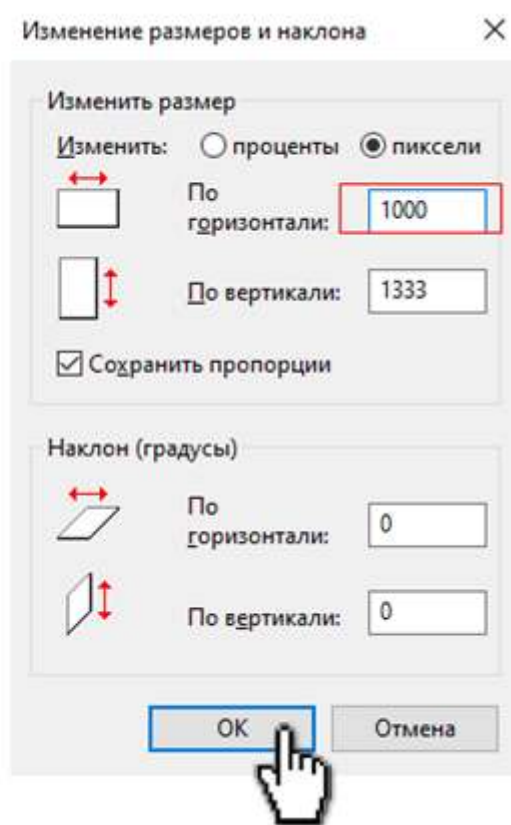 Изменение размеров и наклона
Изменить размер
Изменить: проценты пиксели
По
горизонтали: 1000
По вертикали: 1333
Сохранить пропорции
Наклон (градусы)
По
горизонтали: 0
По вертикали: 0
ОК Отмена